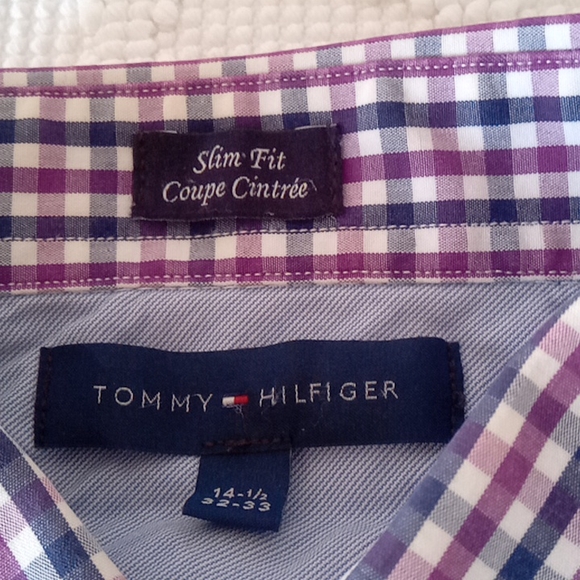 Slim Fit
Coupe Cintrée
TOMMY HILFIGER
14-1/2
32-33